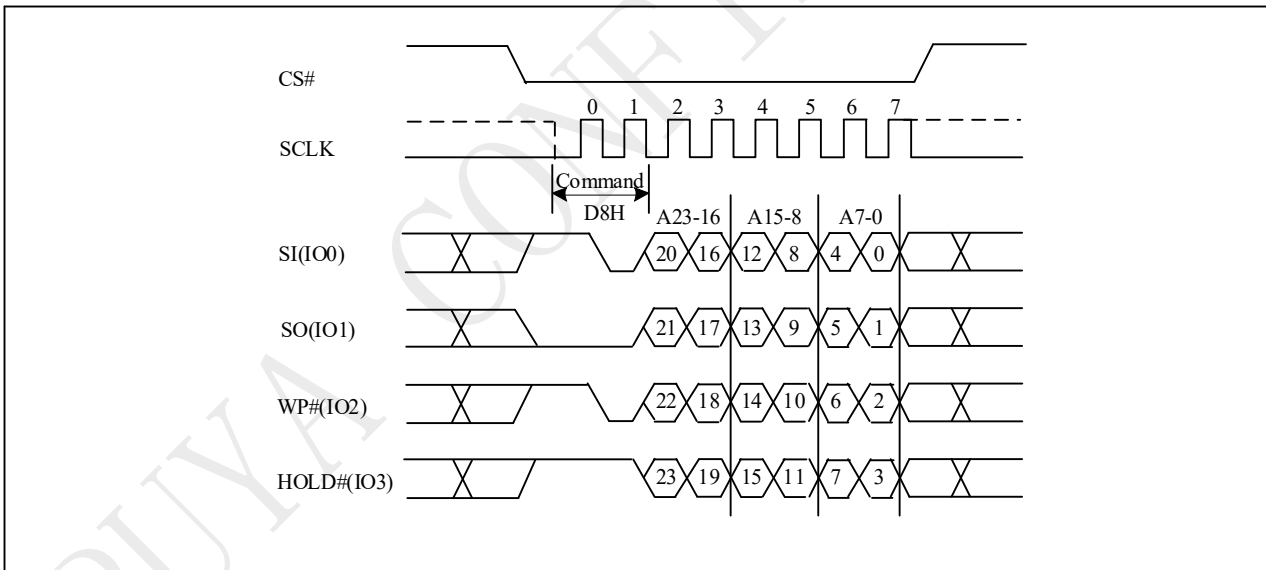 CS#
0 1 2 3 4 5 6 7
SCLK
Command
D8H
A23-16 A15-8 A7-0
SI(IO0) 20 16 12 8 4 0
SO(IO1) 21 17 13 9 5 1
WP#(IO2) 22 18 14 10 6 2
HOLD#(IO3) 23 19 15 11 7 3
PUYA CONF